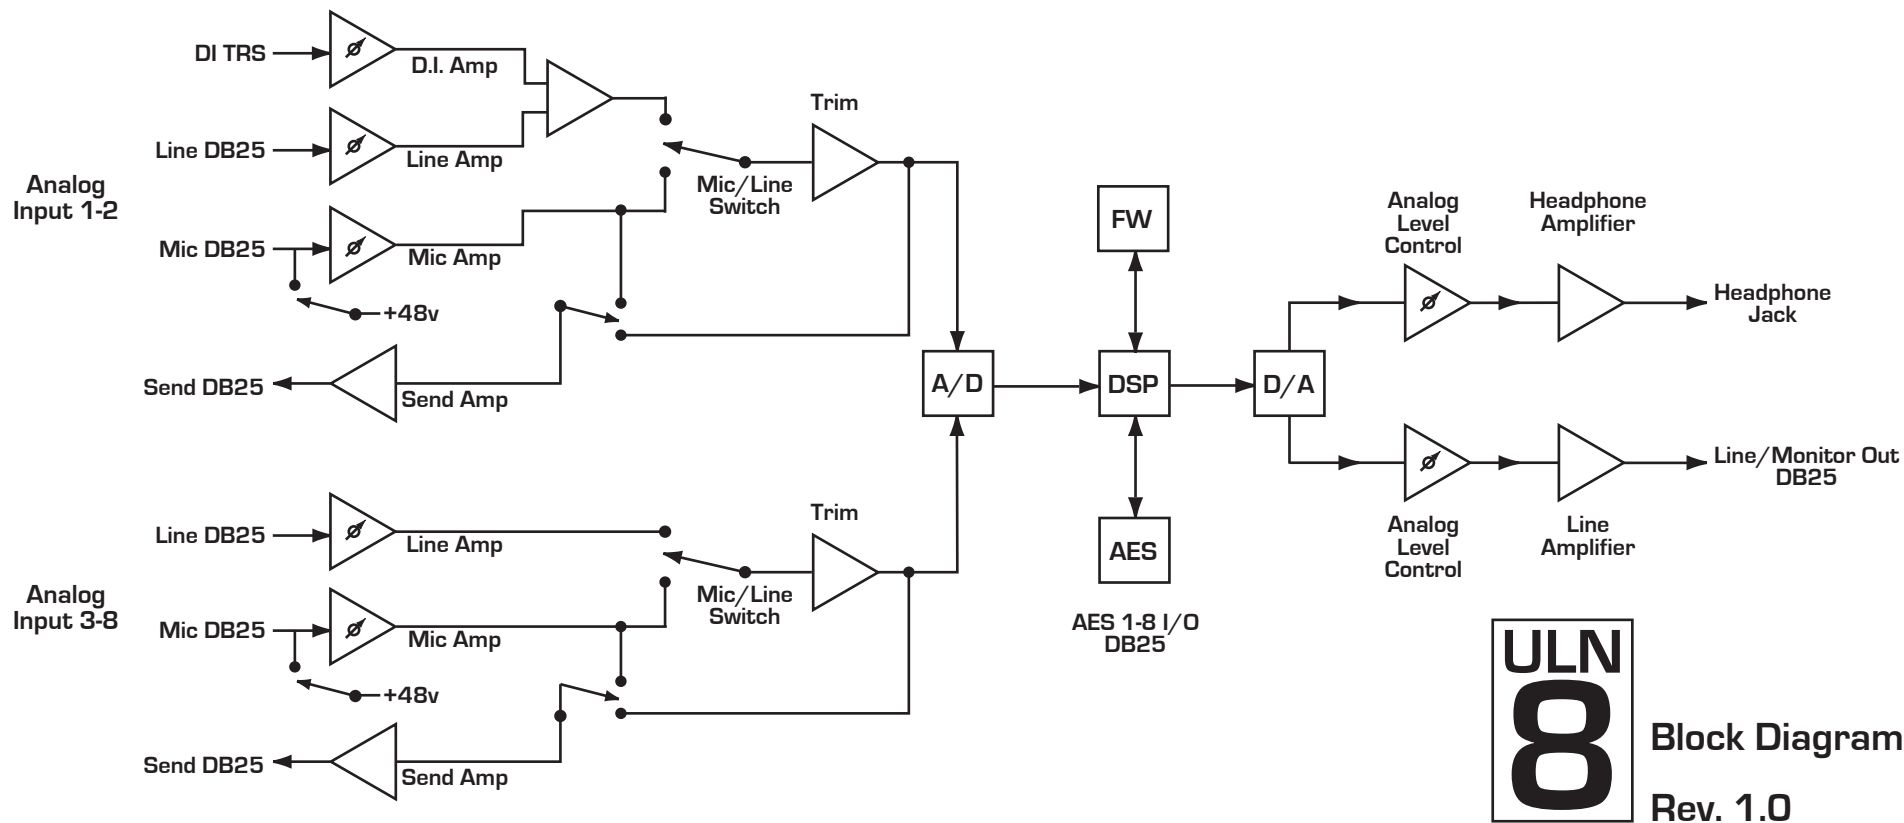 DI TRS
D.I. Amp
Line DB25
Line Amp
Analog
Input 1-2
Mic DB25
Mic Amp
+48v
Send DB25
Send Amp
Mic/Line
Switch
Trim
Line DB25
Line Amp
Analog
Input 3-8
Mic DB25
Mic Amp
+48v
Send DB25
Send Amp
Mic/Line
Switch
Trim
A/D
FW
DSP
AES
AES 1-8 I/O
DB25
D/A
Analog
Level
Control
Headphone
Amplifier
Headphone
Jack
Line/Monitor Out
DB25
Analog
Level
Control
Line
Amplifier
ULN
8
Block Diagram
Rev. 1.0